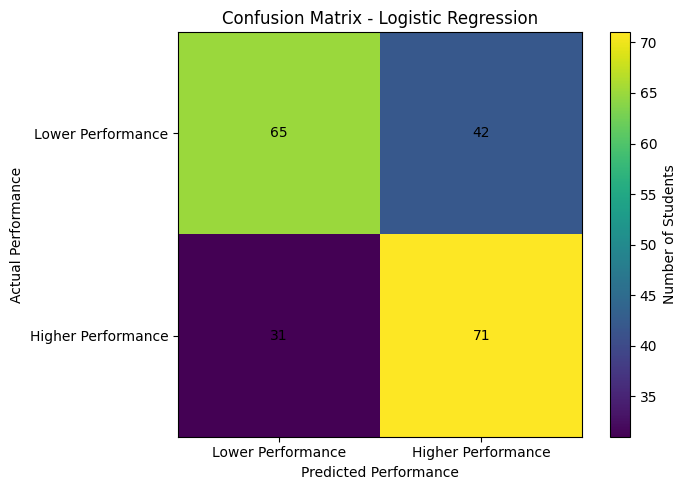 Confusion Matrix - Logistic Regression
Actual Performance
Lower Performance
65
42
Higher Performance
31
71
Lower Performance
Higher Performance
Predicted Performance
70
65
60
55
50
45
40
35
Number of Students